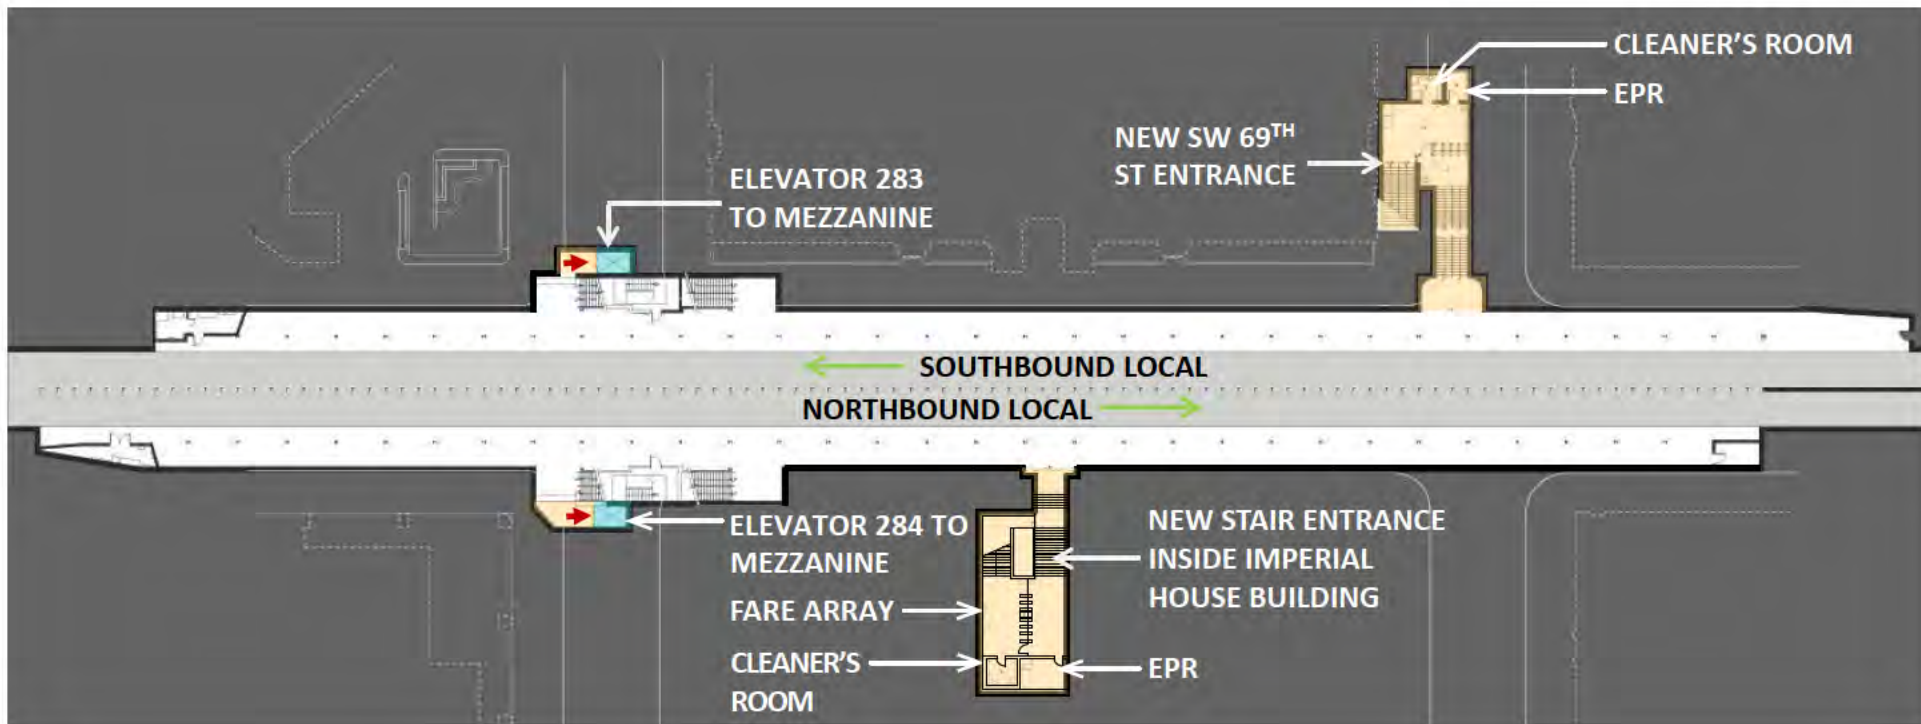 CLEANER'S ROOM
EPR
NEW SW 69TH
ST ENTRANCE
ELEVATOR 283
TO MEZZANINE
SOUTHBOUND LOCAL
NORTHBOUND LOCAL
ELEVATOR 284 TO
MEZZANINE
FARE ARRAY
CLEANER'S
ROOM
NEW STAIR ENTRANCE
INSIDE IMPERIAL
HOUSE BUILDING
EPR